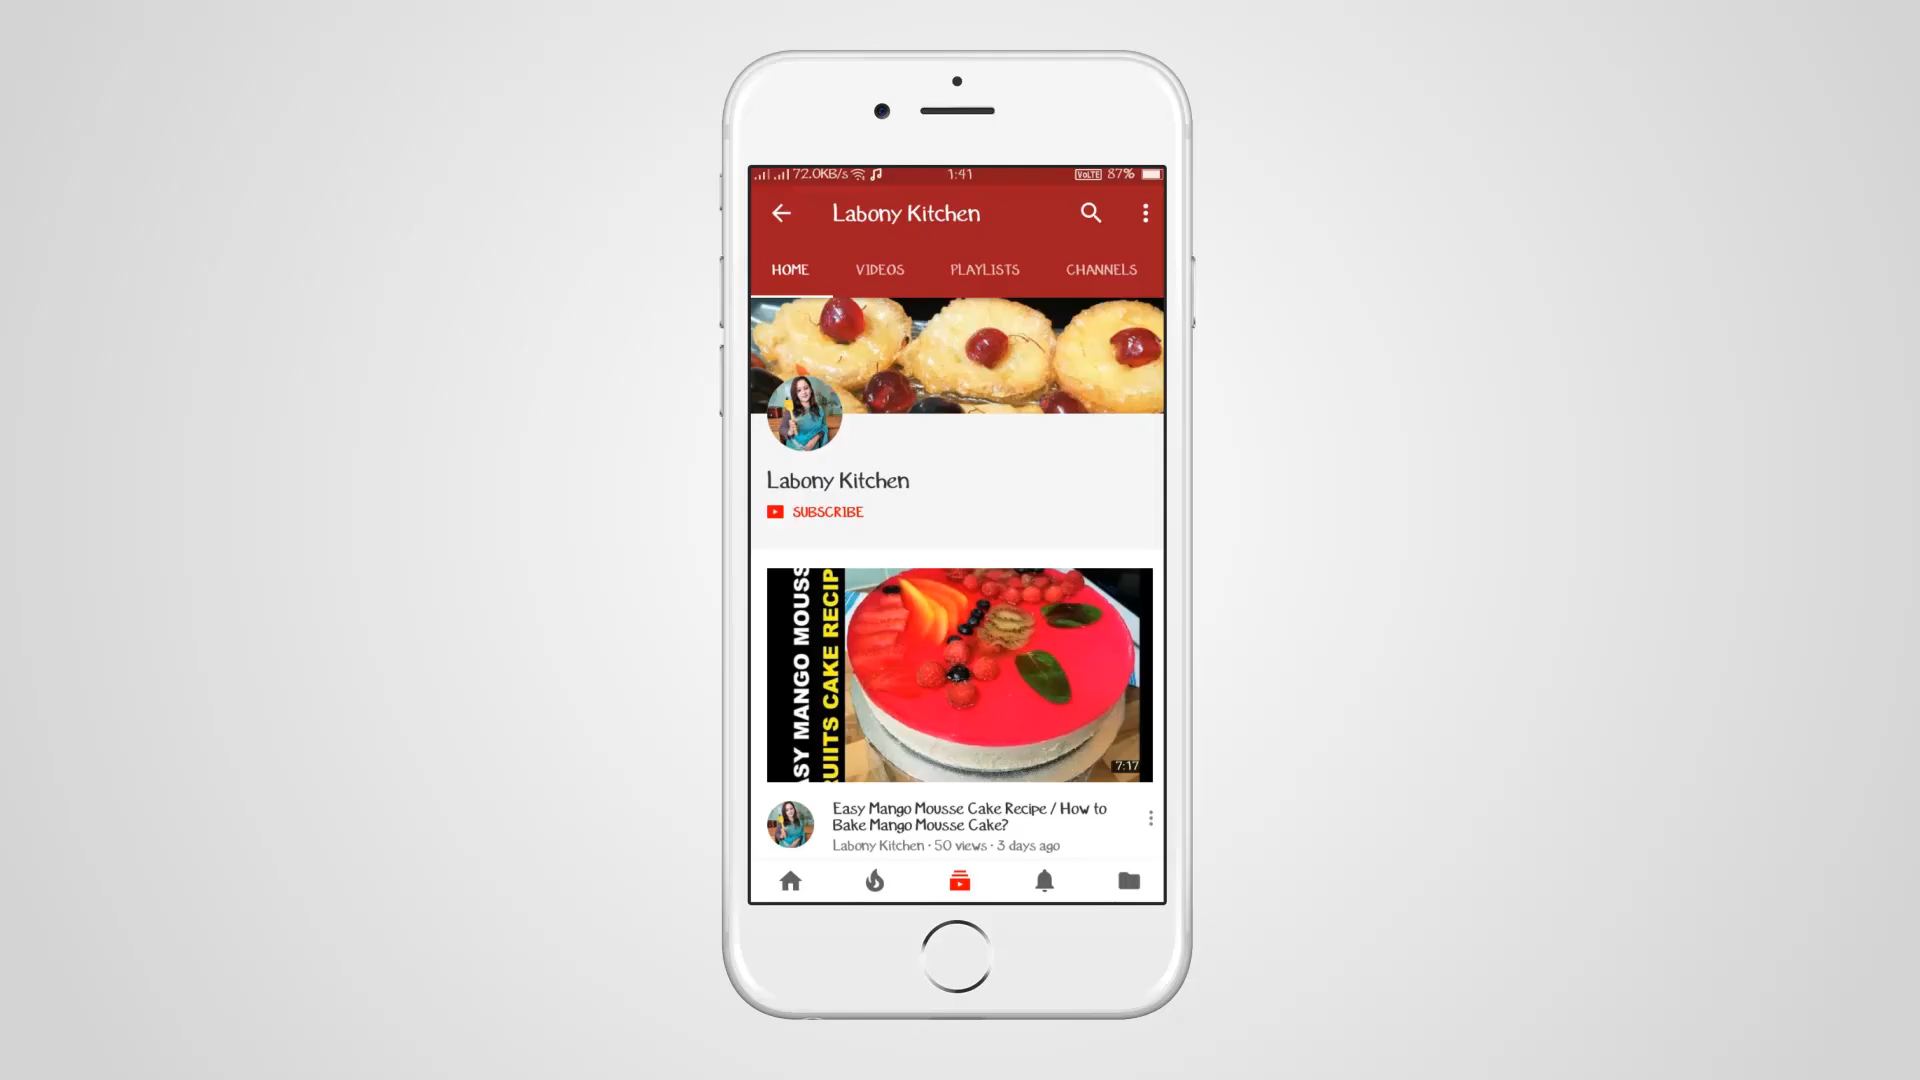 72.0KB/s 1:41 VoLTE 87%
Labony Kitchen
HOME VIDEOS PLAYLISTS CHANNELS
Labony Kitchen
SUBSCRIBE
ASY MANGO MOUSS
RUIITS CAKE RECIP
7:17
Easy Mango Mousse Cake Recipe / How to
Bake Mango Mousse Cake?
Labony Kitchen · 50 views · 3 days ago